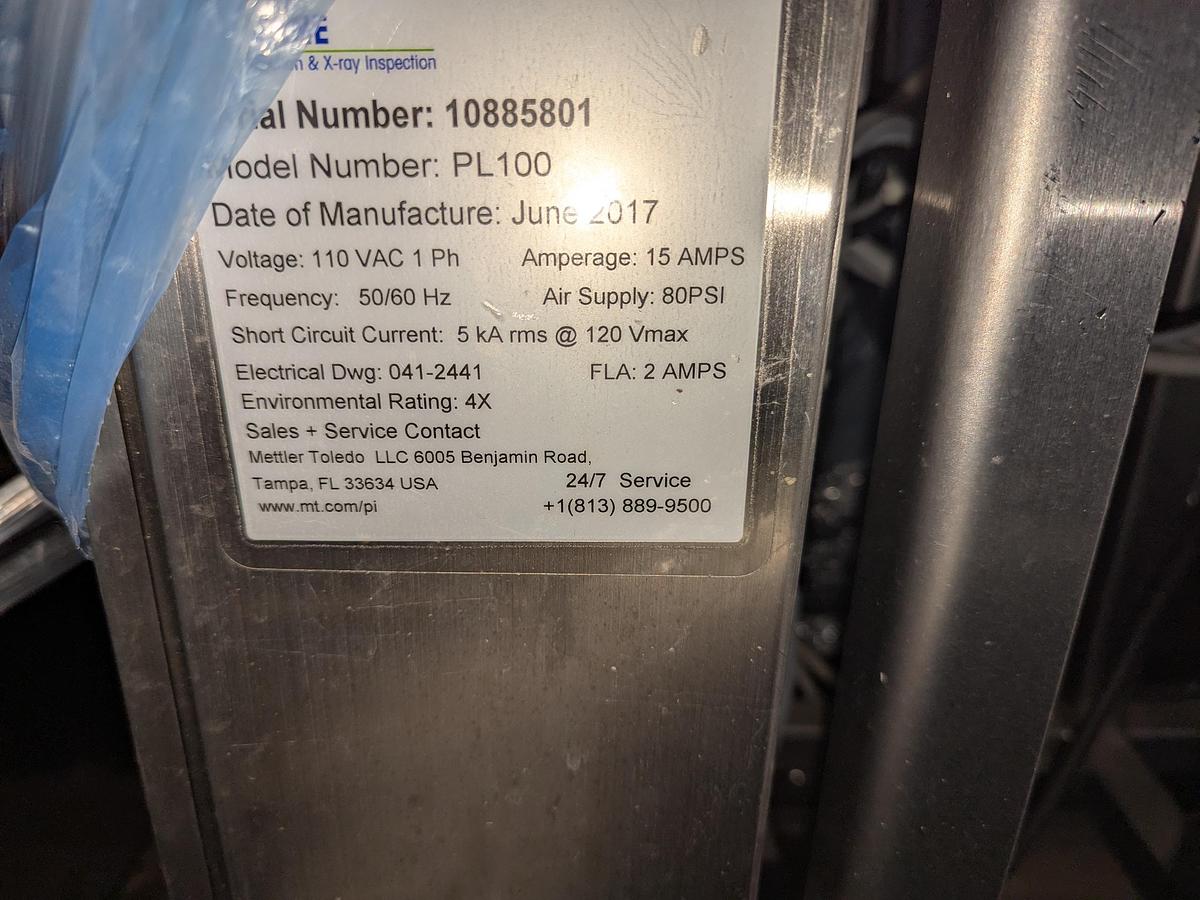 & X-ray Inspection
Number: 10885801
Model Number: PL100
Date of Manufacture: June 2017
Voltage: 110 VAC 1 Ph Amperage: 15 AMPS
Frequency: 50/60 Hz Air Supply: 80PSI
Short Circuit Current: 5 kA rms @ 120 Vmax
Electrical Dwg: 041-2441 FLA: 2 AMPS
Environmental Rating: 4X
Sales + Service Contact
Mettler Toledo LLC 6005 Benjamin Road,
Tampa, FL 33634 USA 24/7 Service
www.mt.com/pi +1(813) 889-9500